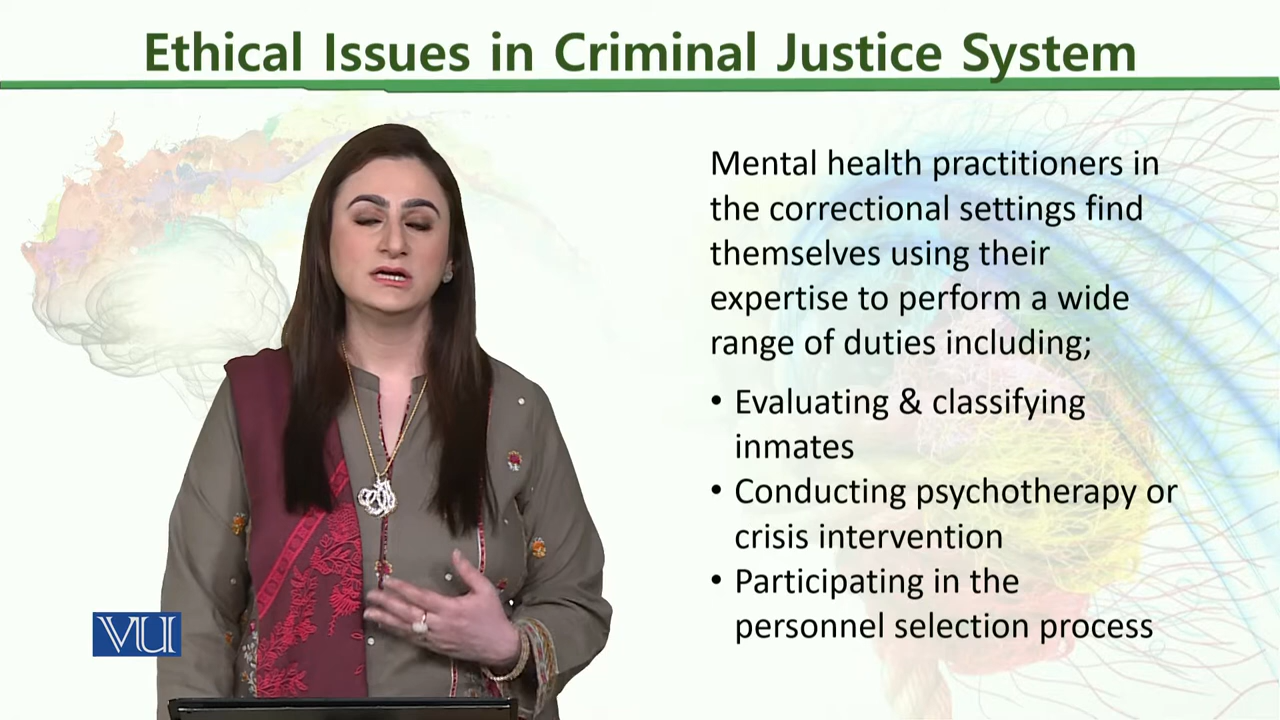 Ethical Issues in Criminal Justice System
Mental health practitioners in
the correctional settings find
themselves using their
expertise to perform a wide
range of duties including;
• Evaluating & classifying
inmates
• Conducting psychotherapy or
crisis intervention
• Participating in the
personnel selection process
VU